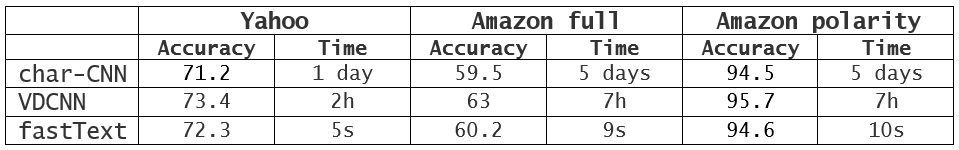 Yahoo Amazon full Amazon polarity
Accuracy Time Accuracy Time Accuracy Time
char-CNN 71.2 1 day 59.5 5 days 94.5 5 days
VDCNN 73.4 2h 63 7h 95.7 7h
fastText 72.3 5s 60.2 9s 94.6 10s